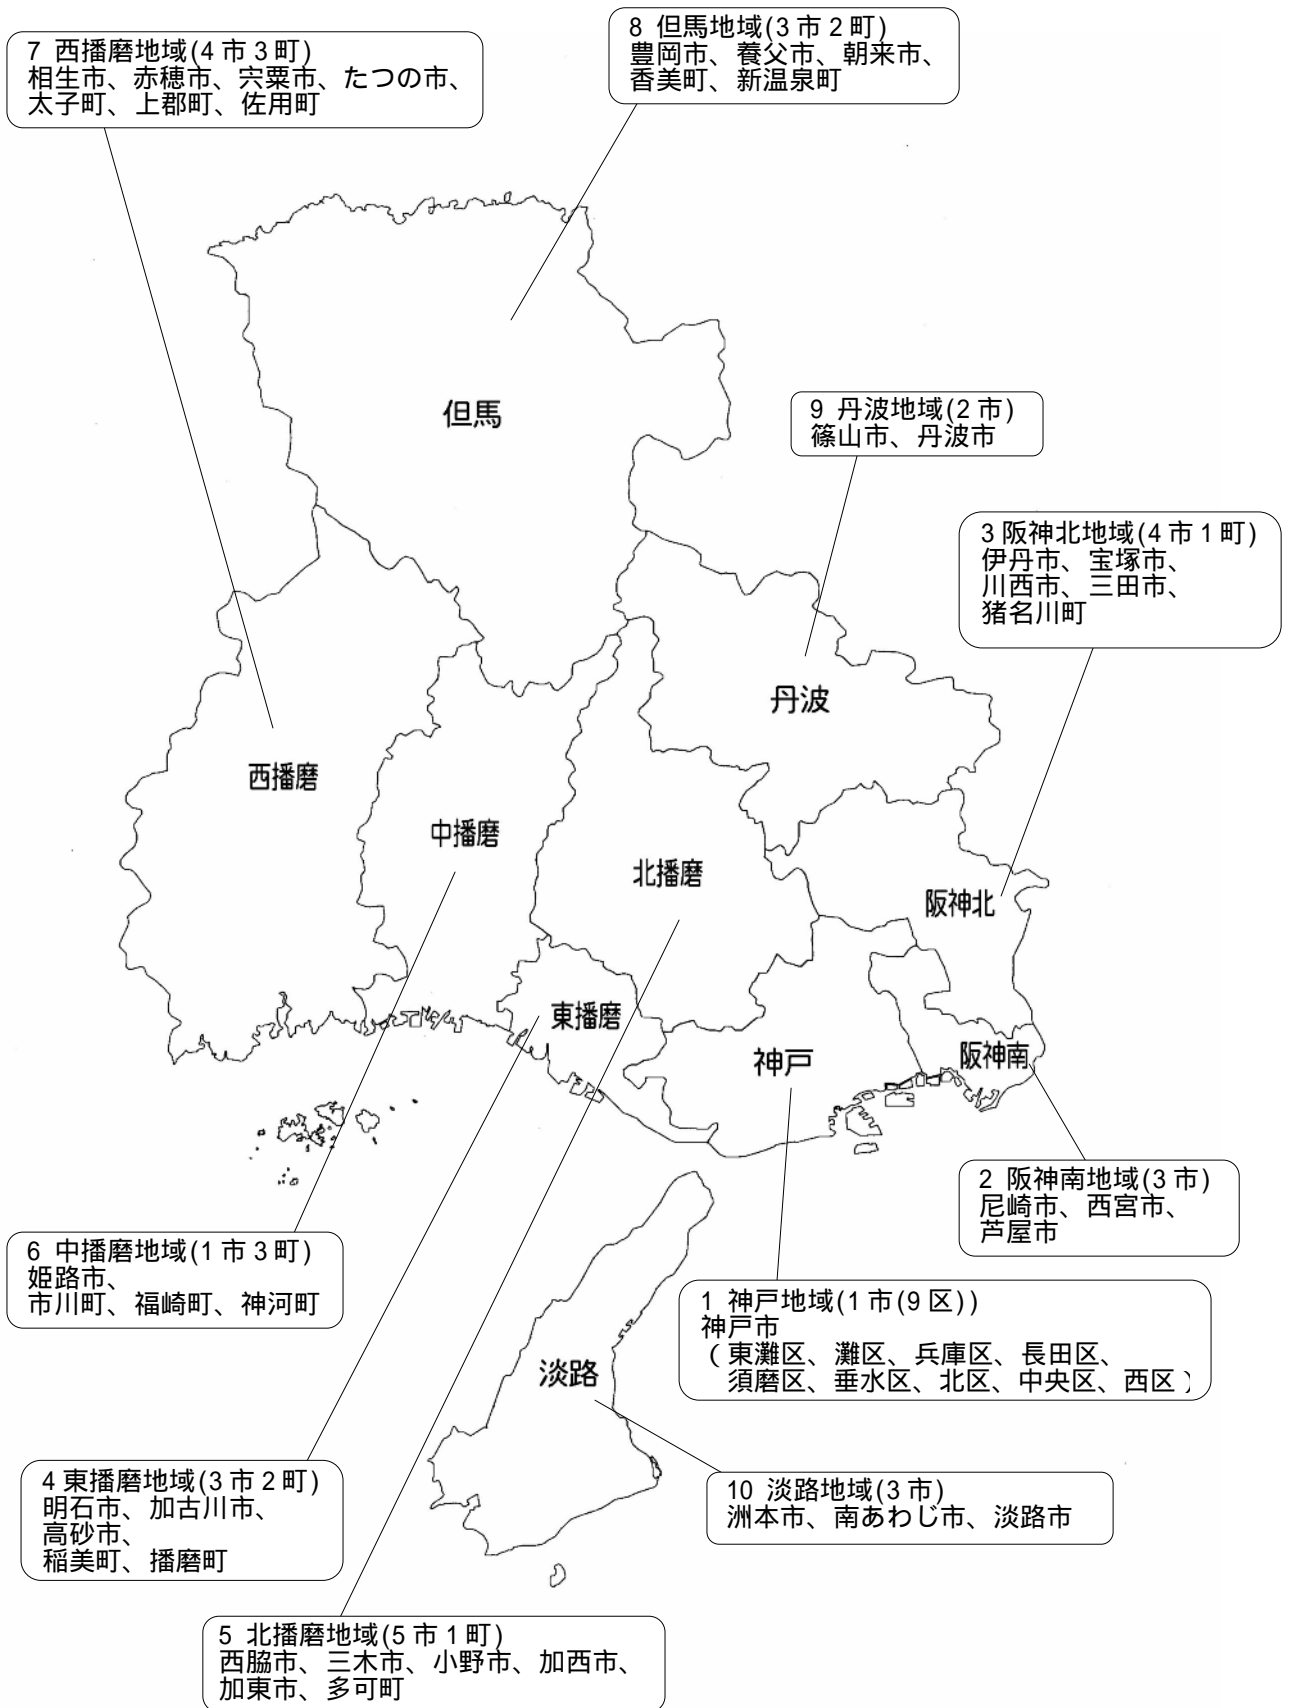 7 西播磨地域(4市3町)
相生市、赤穂市、宍粟市、たつの市、
太子町、上郡町、佐用町
8 但馬地域(3市2町)
豊岡市、養父市、朝来市、
香美町、新温泉町
但馬
9 丹波地域(2市)
篠山市、丹波市
3 阪神北地域(4市1町)
伊丹市、宝塚市、
川西市、三田市、
猪名川町
丹波
西播磨
中播磨
北播磨
阪神北
東播磨
神戸
阪神南
2 阪神南地域(3市)
尼崎市、西宮市、
芦屋市
6 中播磨地域(1市3町)
姫路市、
市川町、福崎町、神河町
1 神戸地域(1市(9区))
神戸市
(東灘区、灘区、兵庫区、長田区、
須磨区、垂水区、北区、中央区、西区)
淡路
4 東播磨地域(3市2町)
明石市、加古川市、
高砂市、
稲美町、播磨町
10 淡路地域(3市)
洲本市、南あわじ市、淡路市
5 北播磨地域(5市1町)
西脇市、三木市、小野市、加西市、
加東市、多可町